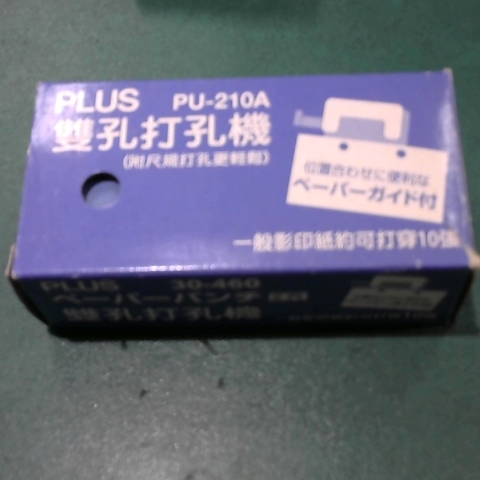 PLUS PU-210A
雙孔打孔機
(附尺規打孔更輕鬆)
位置合わせに便利な
ペーパーガイド付
一般影印紙約可打穿10張
PLUS 30-460
ペーパーパンチ
雙孔打孔機